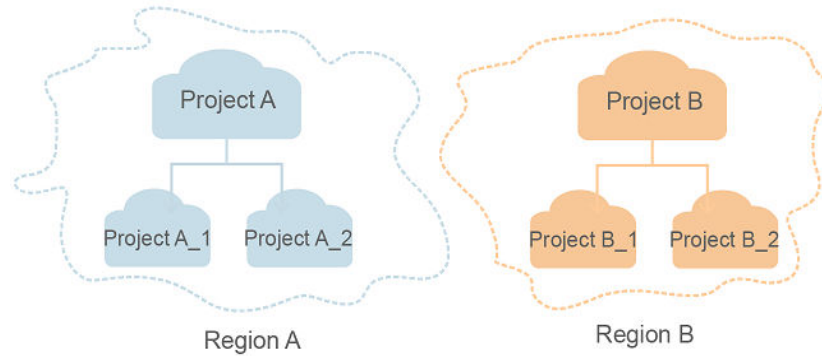 Project A
Project B
Project A_1
Project A_2
Project B_1
Project B_2
Region A
Region B